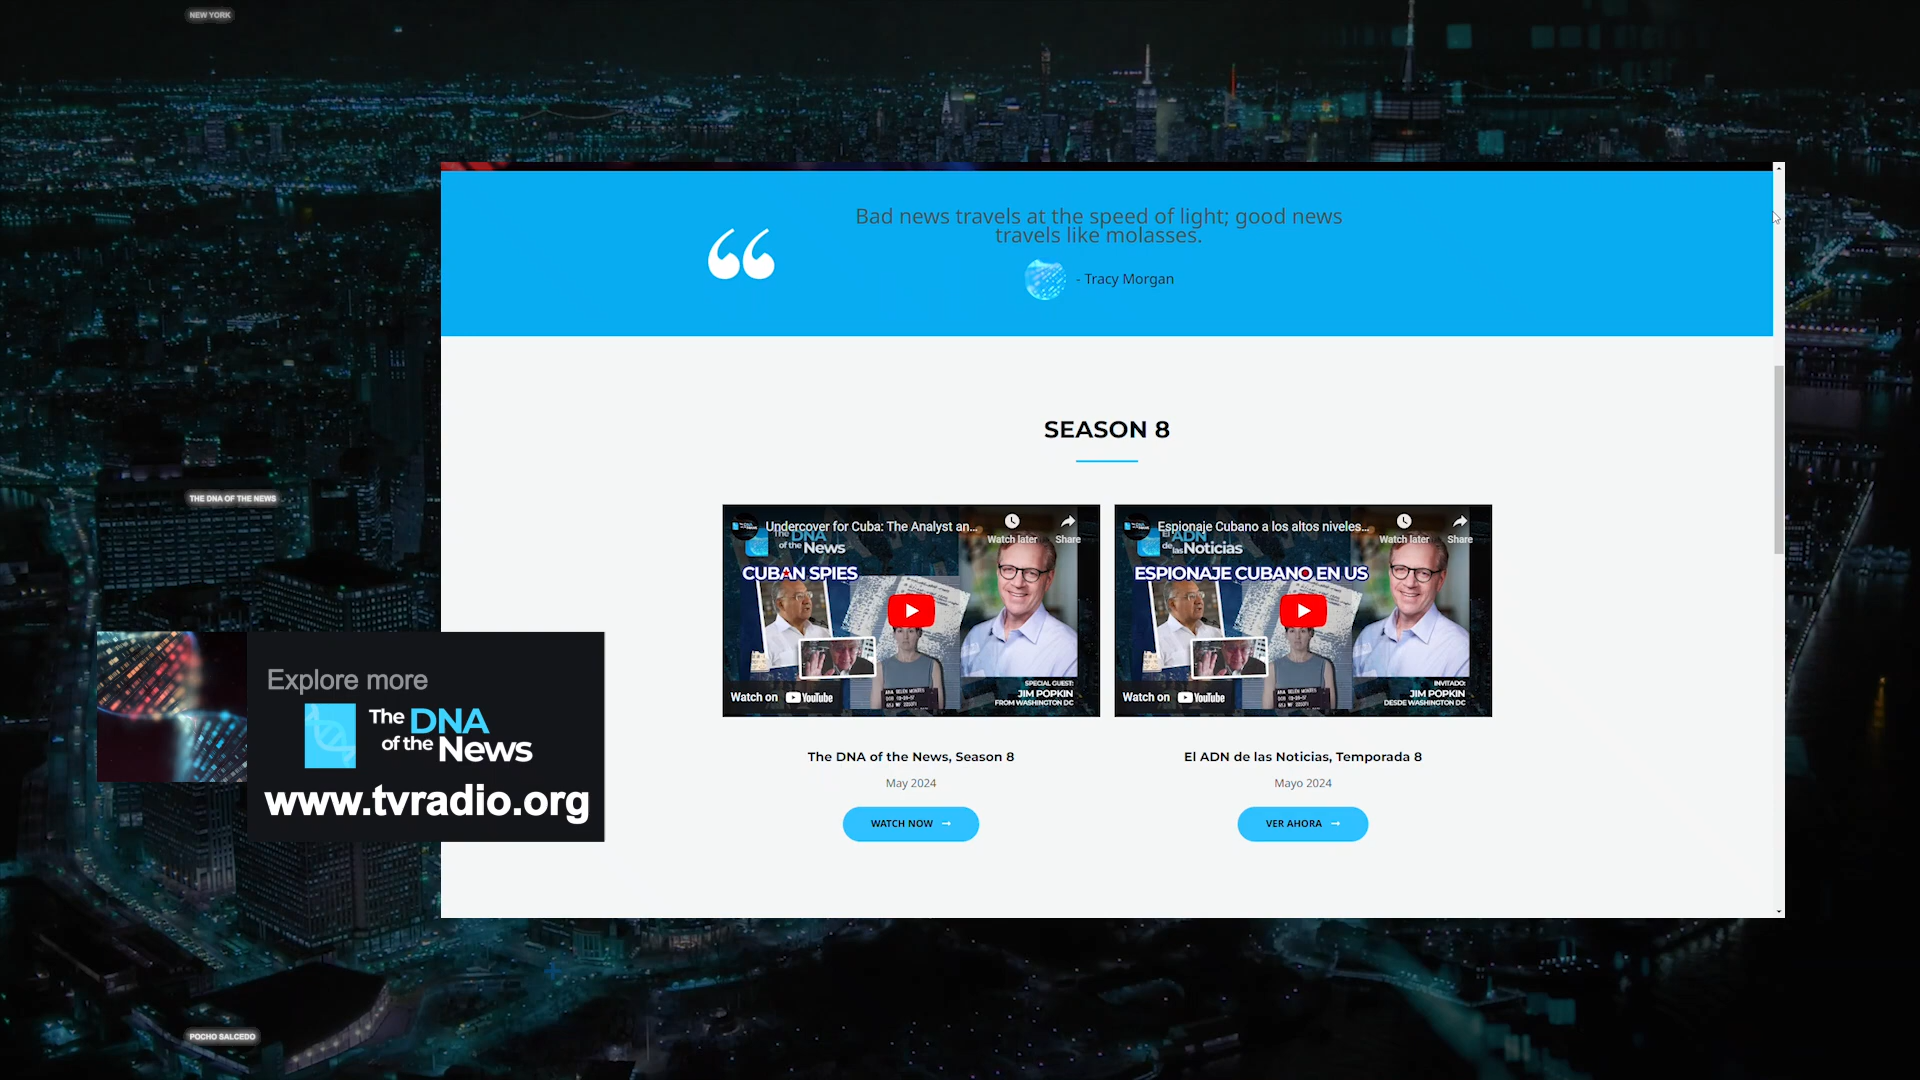 NEW YORK
Bad news travels at the speed of light; good news
travels like molasses.
- Tracy Morgan
SEASON 8
THE DNA OF THE NEWS
Undercover for Cuba: The Analyst an...
Watch later
Share
The DNA
of the News
CUBAN SPIES
Watch on YouTube
SPECIAL GUEST:
JIM POPKIN
FROM WASHINGTON DC
Espionaje Cubano a los altos niveles...
Watch later
Share
El ADN
de las Noticias
ESPIONAJE CUBANO EN US
Watch on YouTube
INVITADO:
JIM POPKIN
DESDE WASHINGTON DC
Explore more
The DNA
of the News
www.tvradio.org
The DNA of the News, Season 8
May 2024
WATCH NOW →
El ADN de las Noticias, Temporada 8
Mayo 2024
VER AHORA →
POCHO SALCEDO